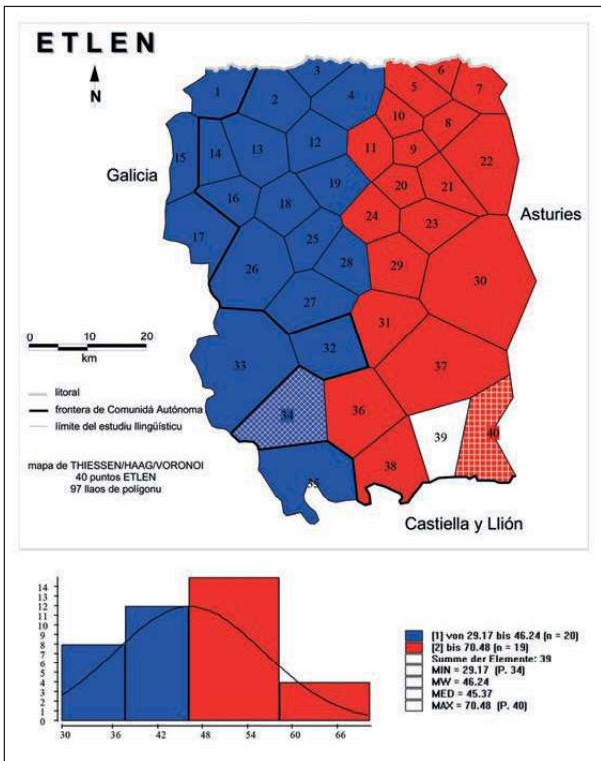 ETLEN
N
Galicia
Asturies
Castiella y Llión
1
2
3
4
5
6
7
8
9
10
11
12
13
14
15
16
17
18
19
20
21
22
23
24
25
26
27
28
29
30
31
32
33
34
35
36
37
38
39
40
0 10 20
km
litoral
frontera de Comunidá Autónoma
límite del estudiu llingüísticu
mapa de THIESSEN/HAAG/VORONOI
40 puntos ETLEN
97 llaos de polígonu
14
13
12
11
10
9
8
7
6
5
4
3
2
1
0
30 36 42 48 54 60 66
[1] von 29.17 bis 46.24 (n = 20)
[2] bis 70.48 (n = 19)
Summe der Elemente: 39
MIN = 29.17 (P. 34)
MW = 46.24
MED = 45.37
MAX = 70.48 (P. 40)